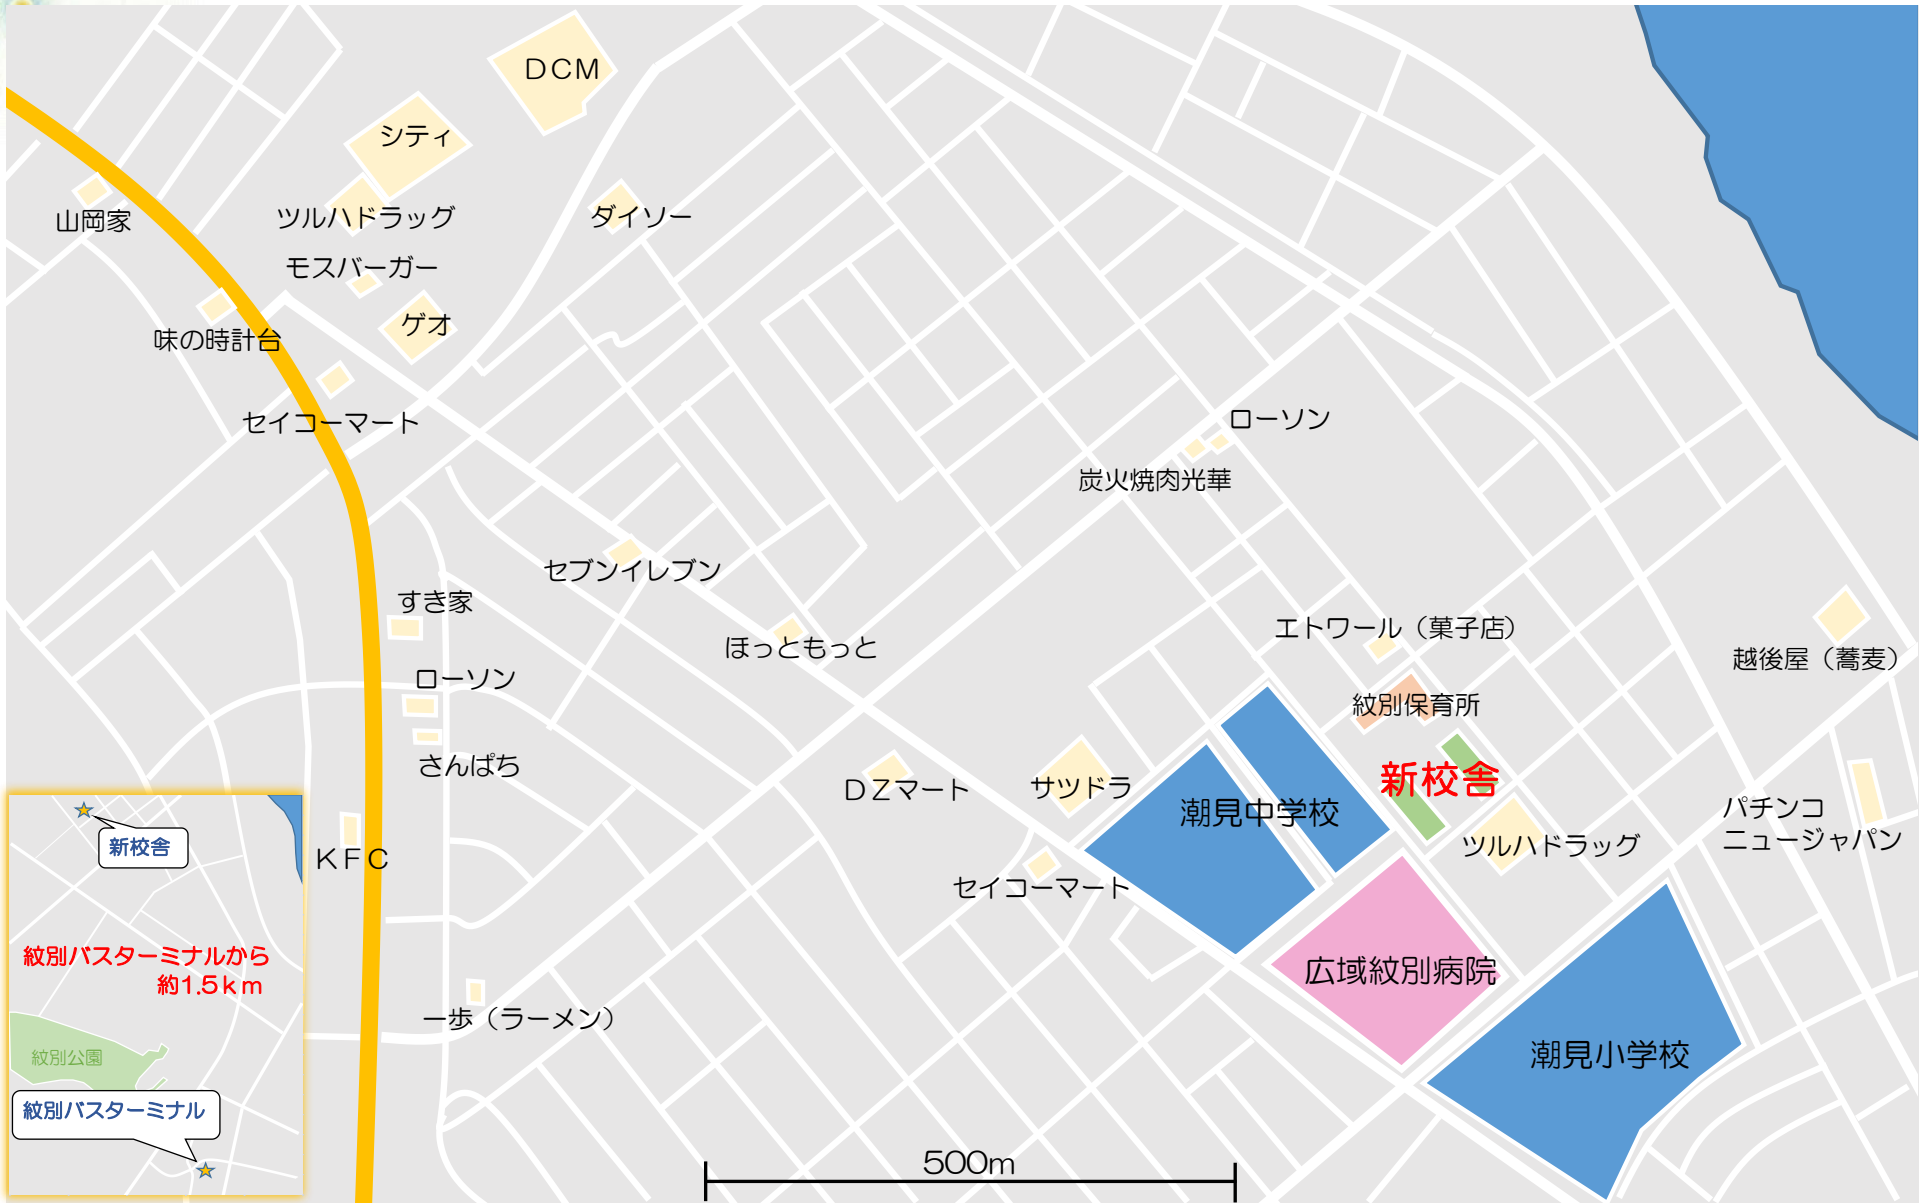 DCM
シティ
山岡家
ツルハドラッグ
ダイソー
モスバーガー
ゲオ
味の時計台
セイコーマート
ローソン
炭火焼肉光華
セブンイレブン
すき家
ほっともっと
エトワール（菓子店）
越後屋（蕎麦）
ローソン
紋別保育所
さんぱち
DZマート
サツドラ
新校舎
潮見中学校
パチンコ
ニュージャパン
ツルハドラッグ
KFC
セイコーマート
広域紋別病院
一歩（ラーメン）
潮見小学校
500m
新校舎
紋別バスターミナルから
約1.5km
紋別公園
紋別バスターミナル